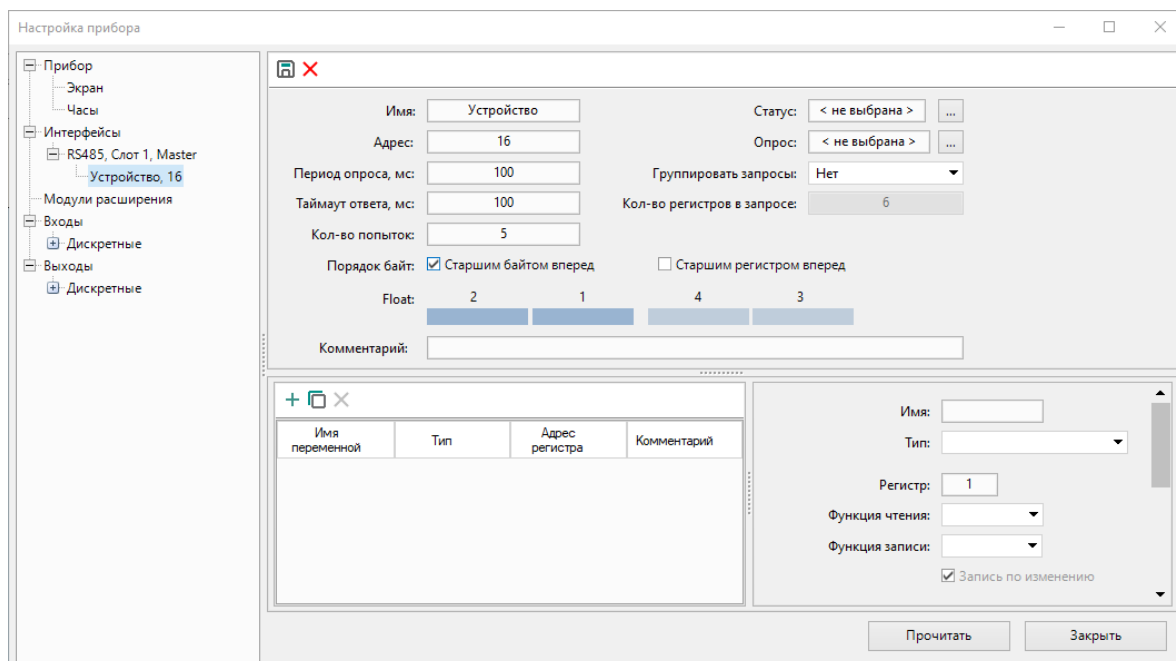 Настройка прибора
Прибор
Экран
Часы
Интерфейсы
RS485, Слот 1, Master
Устройство, 16
Модули расширения
Входы
Дискретные
Выходы
Дискретные
Имя: Устройство Статус: < не выбрана > ...
Адрес: 16 Опрос: < не выбрана > ...
Период опроса, мс: 100 Группировать запросы: Нет
Таймаут ответа, мс: 100 Кол-во регистров в запросе: 6
Кол-во попыток: 5
Порядок байт: Старшим байтом вперед Старшим регистром вперед
Float: 2 1 4 3
Комментарий:
Имя переменной Тип Адрес регистра Комментарий
Имя:
Тип:
Регистр: 1
Функция чтения:
Функция записи:
Запись по изменению
Прочитать Закрыть